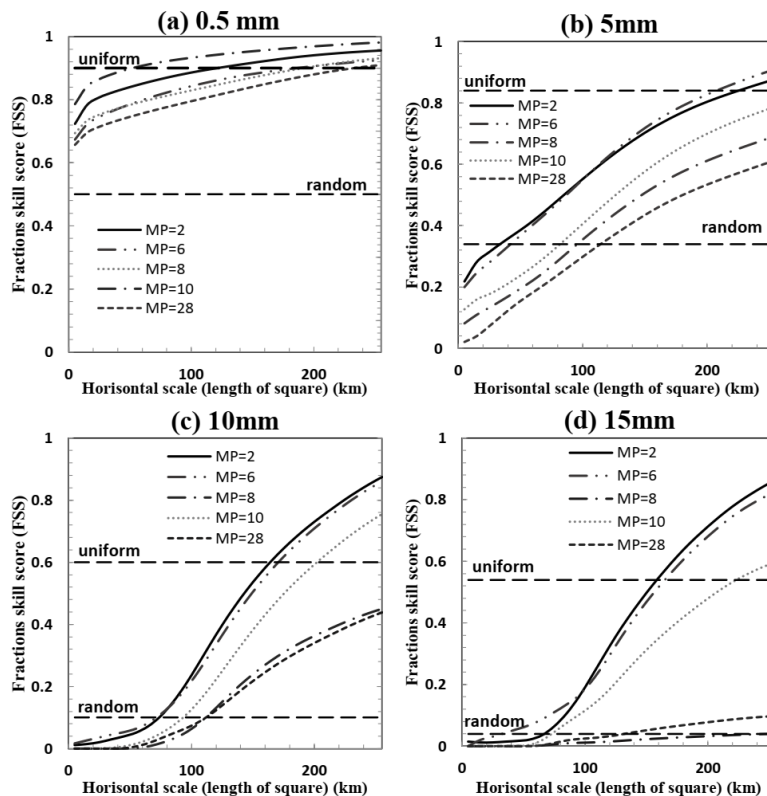 (a) 0.5 mm
1
0.8
0.6
0.4
0.2
0
Fractions skill score (FSS)
uniform
random
MP=2
MP=6
MP=8
MP=10
MP=28
0
100
200
Horisontal scale (length of square) (km)
(b) 5mm
1
0.8
0.6
0.4
0.2
0
Fractions skill score (FSS)
uniform
MP=2
MP=6
MP=8
MP=10
MP=28
random
0
100
200
Horisontal scale (length of square) (km)
(c) 10mm
1
0.8
0.6
0.4
0.2
0
Fractions skill score (FSS)
MP=2
MP=6
MP=8
MP=10
MP=28
uniform
random
0
100
200
Horizontal scale (length of square) (km)
(d) 15mm
1
0.8
0.6
0.4
0.2
0
Fractions skill score (FSS)
MP=2
MP=6
MP=8
MP=10
MP=28
uniform
random
0
100
200
Horizontal scale (length of square) (km)